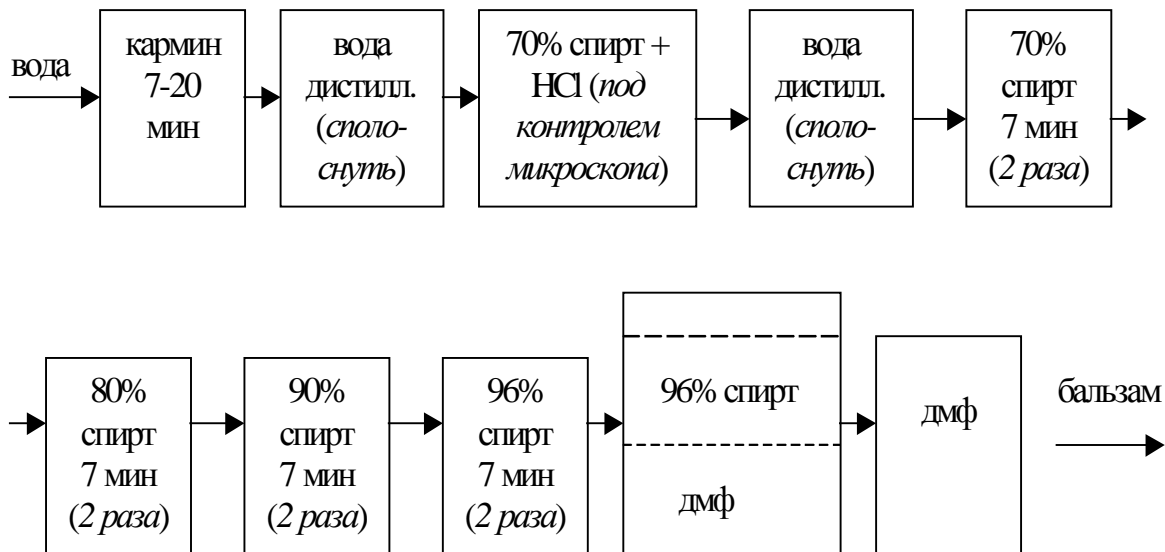 вода
кармин
7-20
мин
вода
дистилл.
(споло-
снуть)
70% спирт +
HCl (под
контролем
микроскопа)
вода
дистилл.
(споло-
снуть)
70%
спирт
7 мин
(2 раза)
80%
спирт
7 мин
(2 раза)
90%
спирт
7 мин
(2 раза)
96%
спирт
7 мин
(2 раза)
96% спирт
дмф
дмф
бальзам